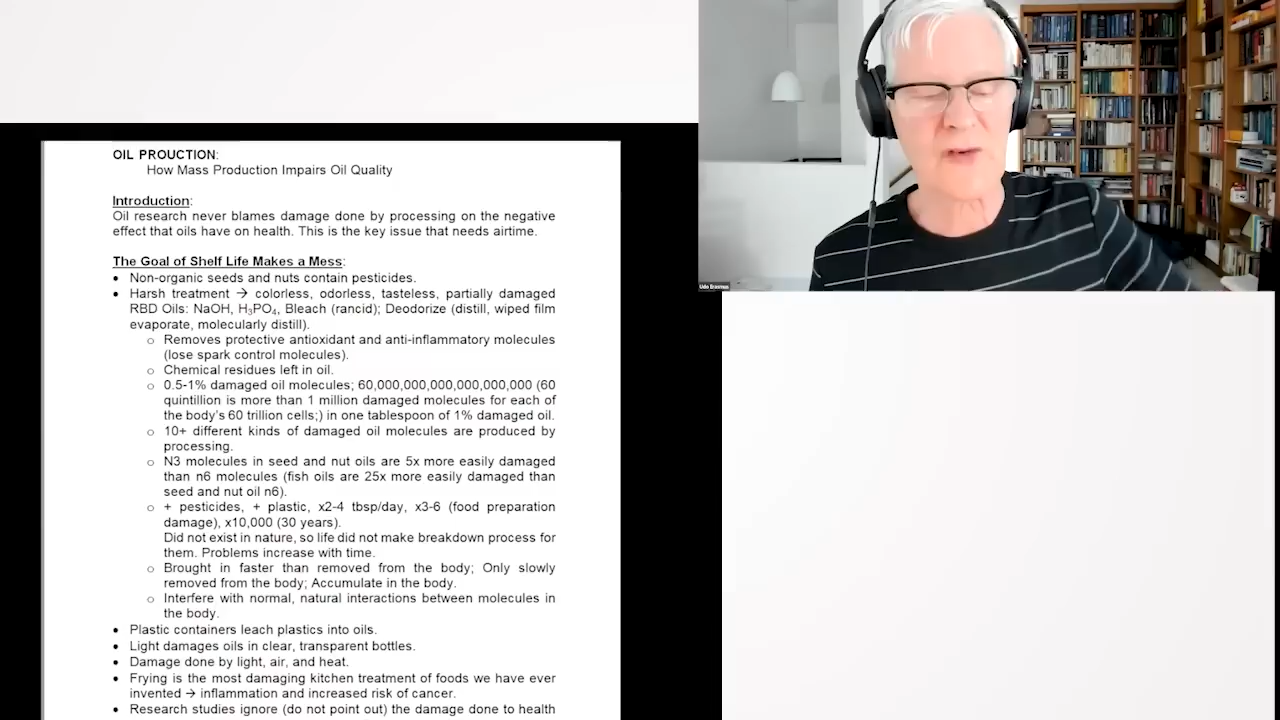 OIL PROUCTION:
How Mass Production Impairs Oil Quality
Introduction:
Oil research never blames damage done by processing on the negative
effect that oils have on health. This is the key issue that needs airtime.
The Goal of Shelf Life Makes a Mess:
• Non-organic seeds and nuts contain pesticides.
• Harsh treatment → colorless, odorless, tasteless, partially damaged
RBD Oils: NaOH, H₃PO₄, Bleach (rancid); Deodorize (distill, wiped film
evaporate, molecularly distill).
o Removes protective antioxidant and anti-inflammatory molecules
(lose spark control molecules).
o Chemical residues left in oil.
o 0.5-1% damaged oil molecules; 60,000,000,000,000,000,000 (60
quintillion is more than 1 million damaged molecules for each of
the body's 60 trillion cells;) in one tablespoon of 1% damaged oil.
o 10+ different kinds of damaged oil molecules are produced by
processing.
o N3 molecules in seed and nut oils are 5x more easily damaged
than n6 molecules (fish oils are 25x more easily damaged than
seed and nut oil n6).
o + pesticides, + plastic, x2-4 tbsp/day, x3-6 (food preparation
damage), x10,000 (30 years).
Did not exist in nature, so life did not make breakdown process for
them. Problems increase with time.
o Brought in faster than removed from the body; Only slowly
removed from the body; Accumulate in the body.
o Interfere with normal, natural interactions between molecules in
the body.
• Plastic containers leach plastics into oils.
• Light damages oils in clear, transparent bottles.
• Damage done by light, air, and heat.
• Frying is the most damaging kitchen treatment of foods we have ever
invented → inflammation and increased risk of cancer.
• Research studies ignore (do not point out) the damage done to health
Udo Erasmus